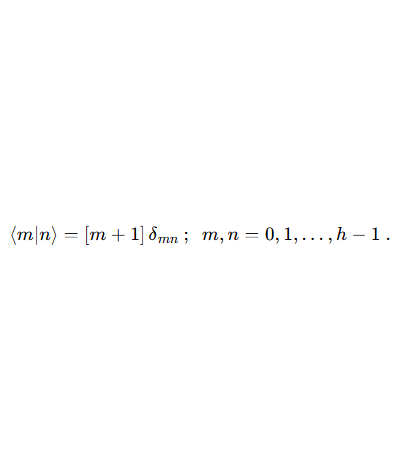 ⟨m|n⟩ = [m + 1] δ_{mn} ; m, n = 0, 1, . . . , h − 1 .